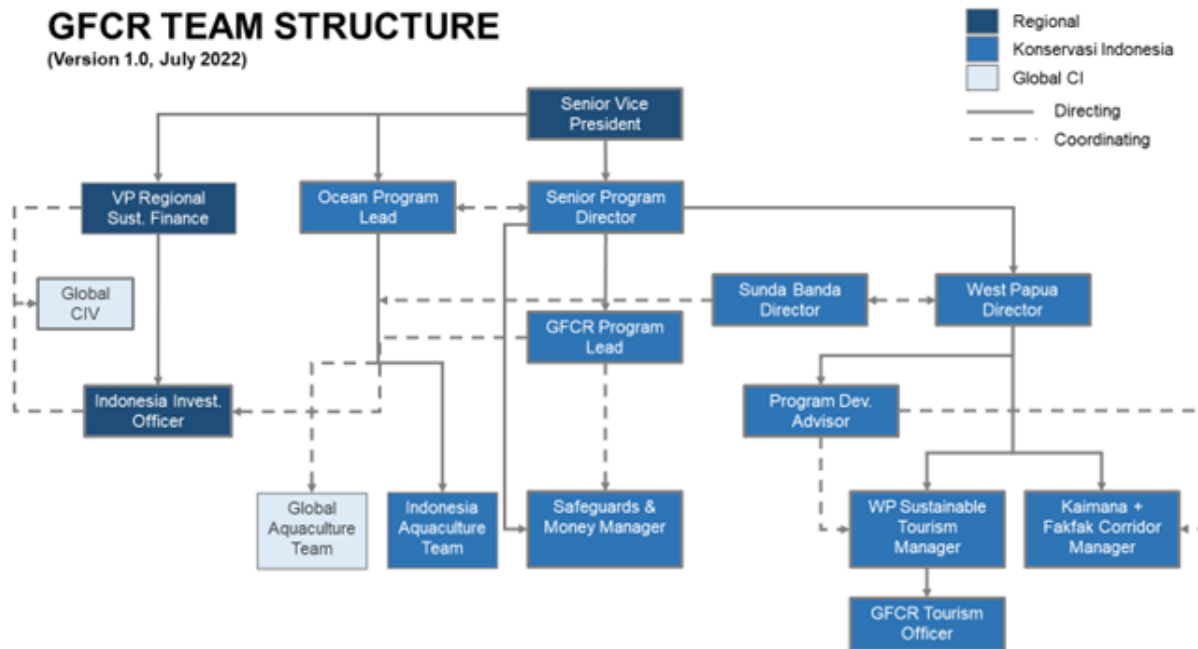 GFCR TEAM STRUCTURE
(Version 1.0, July 2022)
Regional
Konservasi Indonesia
Global CI
Directing
Coordinating
Senior Vice
President
VP Regional
Sust. Finance
Ocean Program
Lead
Senior Program
Director
Global
CIV
Sunda Banda
Director
West Papua
Director
GFCR Program
Lead
Indonesia Invest.
Officer
Program Dev.
Advisor
Global
Aquaculture
Team
Indonesia
Aquaculture
Team
Safeguards &
Money Manager
WP Sustainable
Tourism
Manager
Kaimana +
Fakfak Corridor
Manager
GFCR Tourism
Officer